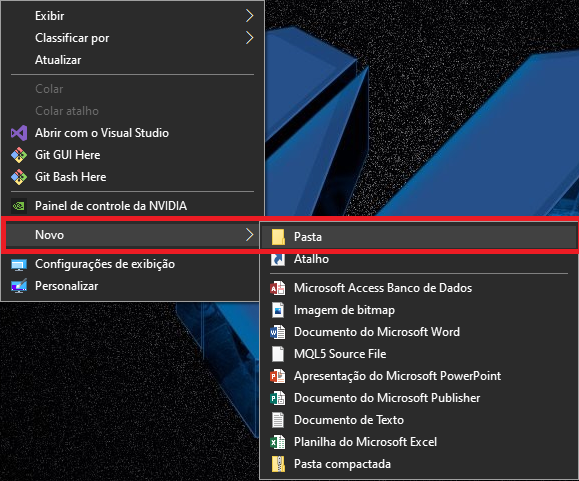 Exibir
Classificar por
Atualizar
Colar
Colar atalho
Abrir com o Visual Studio
Git GUI Here
Git Bash Here
Painel de controle da NVIDIA
Novo
Configurações de exibição
Personalizar
Pasta
Atalho
Microsoft Access Banco de Dados
Imagem de bitmap
Documento do Microsoft Word
MQL5 Source File
Apresentação do Microsoft PowerPoint
Documento do Microsoft Publisher
Documento de Texto
Planilha do Microsoft Excel
Pasta compactada